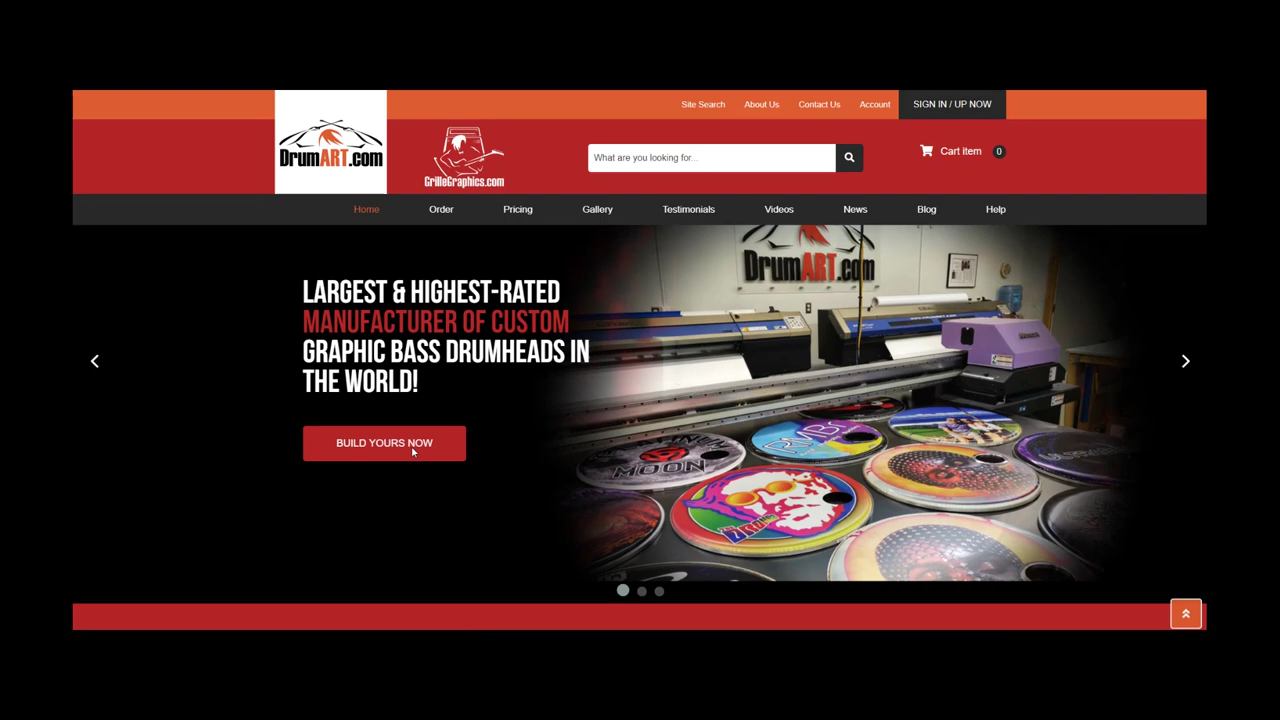 Site Search About Us Contact Us Account SIGN IN / UP NOW
DrumART.com
GrilleGraphics.com
What are you looking for...
Cart item 0
Home Order Pricing Gallery Testimonials Videos News Blog Help
LARGEST & HIGHEST-RATED
MANUFACTURER OF CUSTOM
GRAPHIC BASS DRUMHEADS IN
THE WORLD!
BUILD YOURS NOW
DrumART.com
RMBs
PLATINUM
MOON